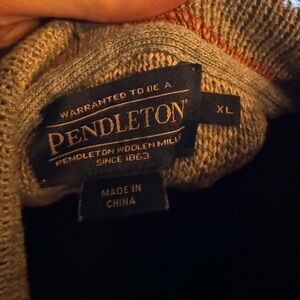 WARRANTED TO BE A
PENDLETON
XL
PENDLETON WOOLEN MILLS
SINCE 1863
MADE IN
CHINA